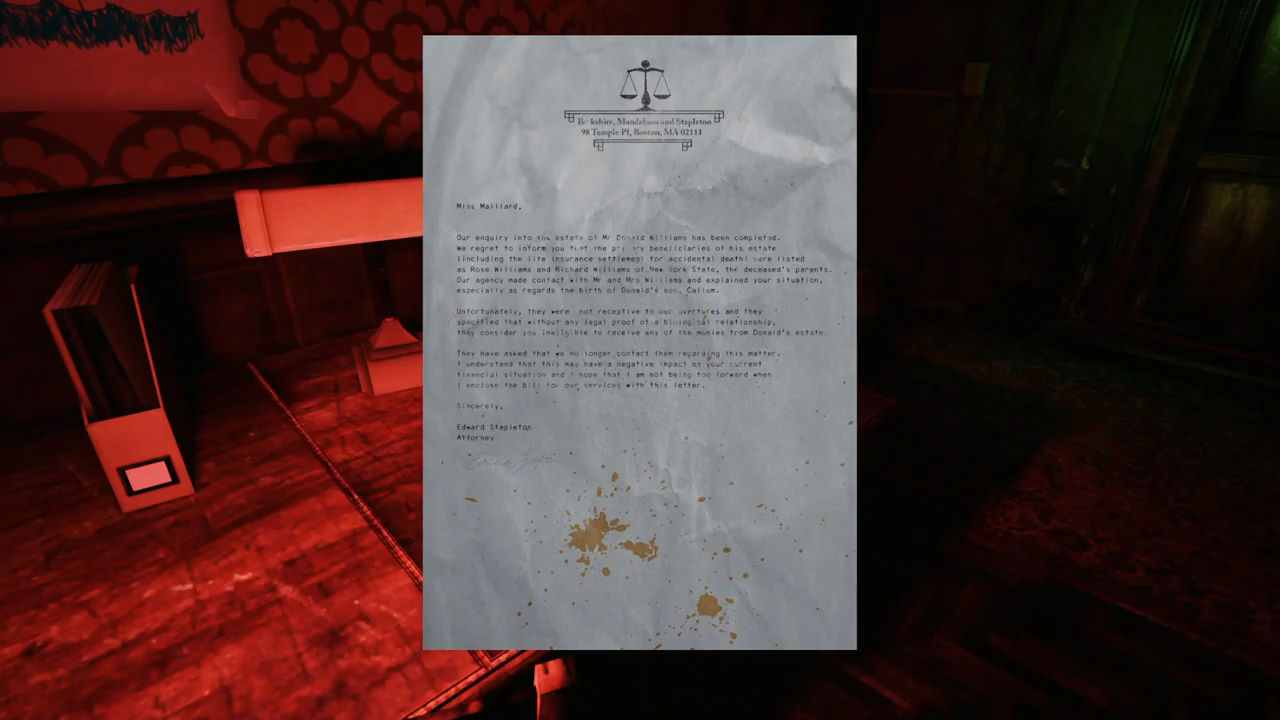 Berkshire, Mandelson and Stapleton
98 Temple Pl, Boston, MA 02111
Miss Maillard,
Our enquiry into the estate of Mr Donald Williams has been completed.
We regret to inform you that the primary beneficiaries of his estate
(including the life insurance settlement for accidental death) are listed
as Rose Williams and Richard Williams of New York State, the deceased's parents.
Our agency made contact with Mr and Mrs Williams and explained your situation,
especially as regards the birth of Donald's son, Callum.
Unfortunately, they were not receptive to our overtures and they
specified that without any legal proof of a biological relationship,
they consider you ineligible to receive any of the monies from Donald's estate.
They have asked that we no longer contact them regarding this matter.
I understand that this may have a negative impact on your current
financial situation and I hope that I am not being too forward when
I enclose the bill for our services with this letter.
Sincerely,
Edward Stapleton
Attorney